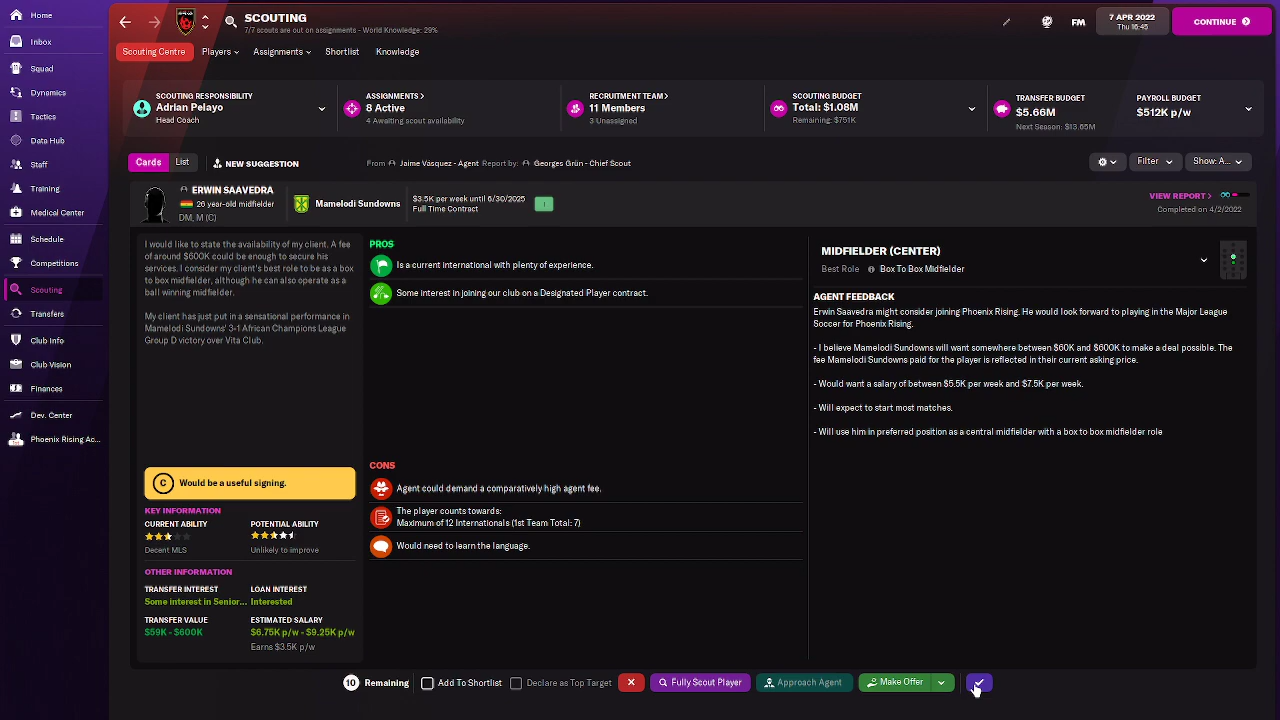 Home
Inbox
Squad
Dynamics
Tactics
Data Hub
Staff
Training
Medical Center
Schedule
Competitions
Scouting
Transfers
Club Info
Club Vision
Finances
Dev. Center
Phoenix Rising Ac...
SCOUTING
7/7 scouts are out on assignments - World Knowledge: 29%
FM
7 APR 2022
Thu 16:45
CONTINUE
Scouting Centre
Players
Assignments
Shortlist
Knowledge
SCOUTING RESPONSIBILITY
Adrian Pelayo
Head Coach
ASSIGNMENTS >
8 Active
4 Awaiting scout availability
RECRUITMENT TEAM >
11 Members
3 Unassigned
SCOUTING BUDGET
Total: $1.08M
Remaining: $751K
TRANSFER BUDGET
$5.66M
Next Season: $13.65M
PAYROLL BUDGET
$512K p/w
Cards
List
NEW SUGGESTION
From Jaime Vásquez - Agent Report by: Georges Grün - Chief Scout
Filter
Show: A...
ERWIN SAAVEDRA
26 year-old midfielder
DM, M (C)
Mamelodi Sundowns
$3.5K per week until 6/30/2025
Full Time Contract
I
VIEW REPORT >
Completed on 4/2/2022
I would like to state the availability of my client. A fee
of around $600K could be enough to secure his
services. I consider my client's best role to be as a box
to box midfielder, although he can also operate as a
ball winning midfielder.
My client has just put in a sensational performance in
Mamelodi Sundowns' 3-1 African Champions League
Group D victory over Vita Club.
C
Would be a useful signing.
KEY INFORMATION
CURRENT ABILITY
Decent MLS
POTENTIAL ABILITY
Unlikely to improve
OTHER INFORMATION
TRANSFER INTEREST
Some interest in Senior...
LOAN INTEREST
Interested
TRANSFER VALUE
$59K - $600K
ESTIMATED SALARY
$6.75K p/w - $9.25K p/w
Earns $3.5K p/w
PROS
Is a current international with plenty of experience.
Some interest in joining our club on a Designated Player contract.
CONS
Agent could demand a comparatively high agent fee.
The player counts towards:
Maximum of 12 Internationals (1st Team Total: 7)
Would need to learn the language.
MIDFIELDER (CENTER)
Best Role Box To Box Midfielder
AGENT FEEDBACK
Erwin Saavedra might consider joining Phoenix Rising. He would look forward to playing in the Major League
Soccer for Phoenix Rising.
- I believe Mamelodi Sundowns will want somewhere between $60K and $600K to make a deal possible. The
fee Mamelodi Sundowns paid for the player is reflected in their current asking price.
- Would want a salary of between $5.5K per week and $7.5K per week.
- Will expect to start most matches.
- Will use him in preferred position as a central midfielder with a box to box midfielder role
10 Remaining
Add To Shortlist
Declare as Top Target
Fully Scout Player
Approach Agent
Make Offer